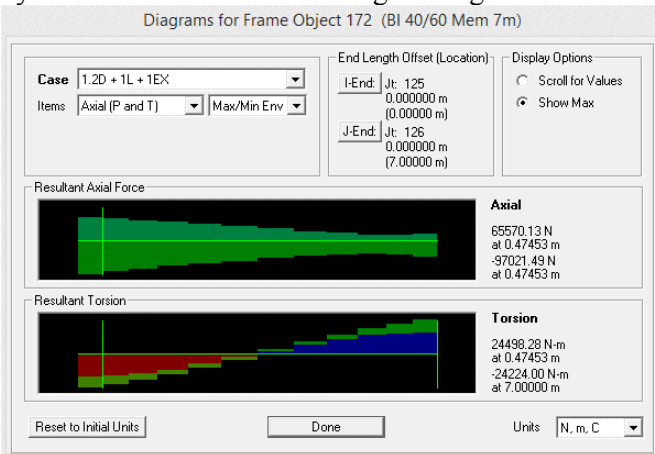 Diagrams for Frame Object 172 (BI 40/60 Mem 7m)
Case 1.2D + 1L + 1EX
Items Axial (P and T) Max/Min Env
End Length Offset (Location)
I-End: Jt: 125
0.000000 m
(0.00000 m)
J-End: Jt: 126
0.000000 m
(7.00000 m)
Display Options
Scroll for Values
Show Max
Resultant Axial Force
Axial
65570.13 N
at 0.47453 m
-97021.49 N
at 0.47453 m
Resultant Torsion
Torsion
24498.28 N-m
at 0.47453 m
-24224.00 N-m
at 7.00000 m
Reset to Initial Units
Done
Units N, m, C